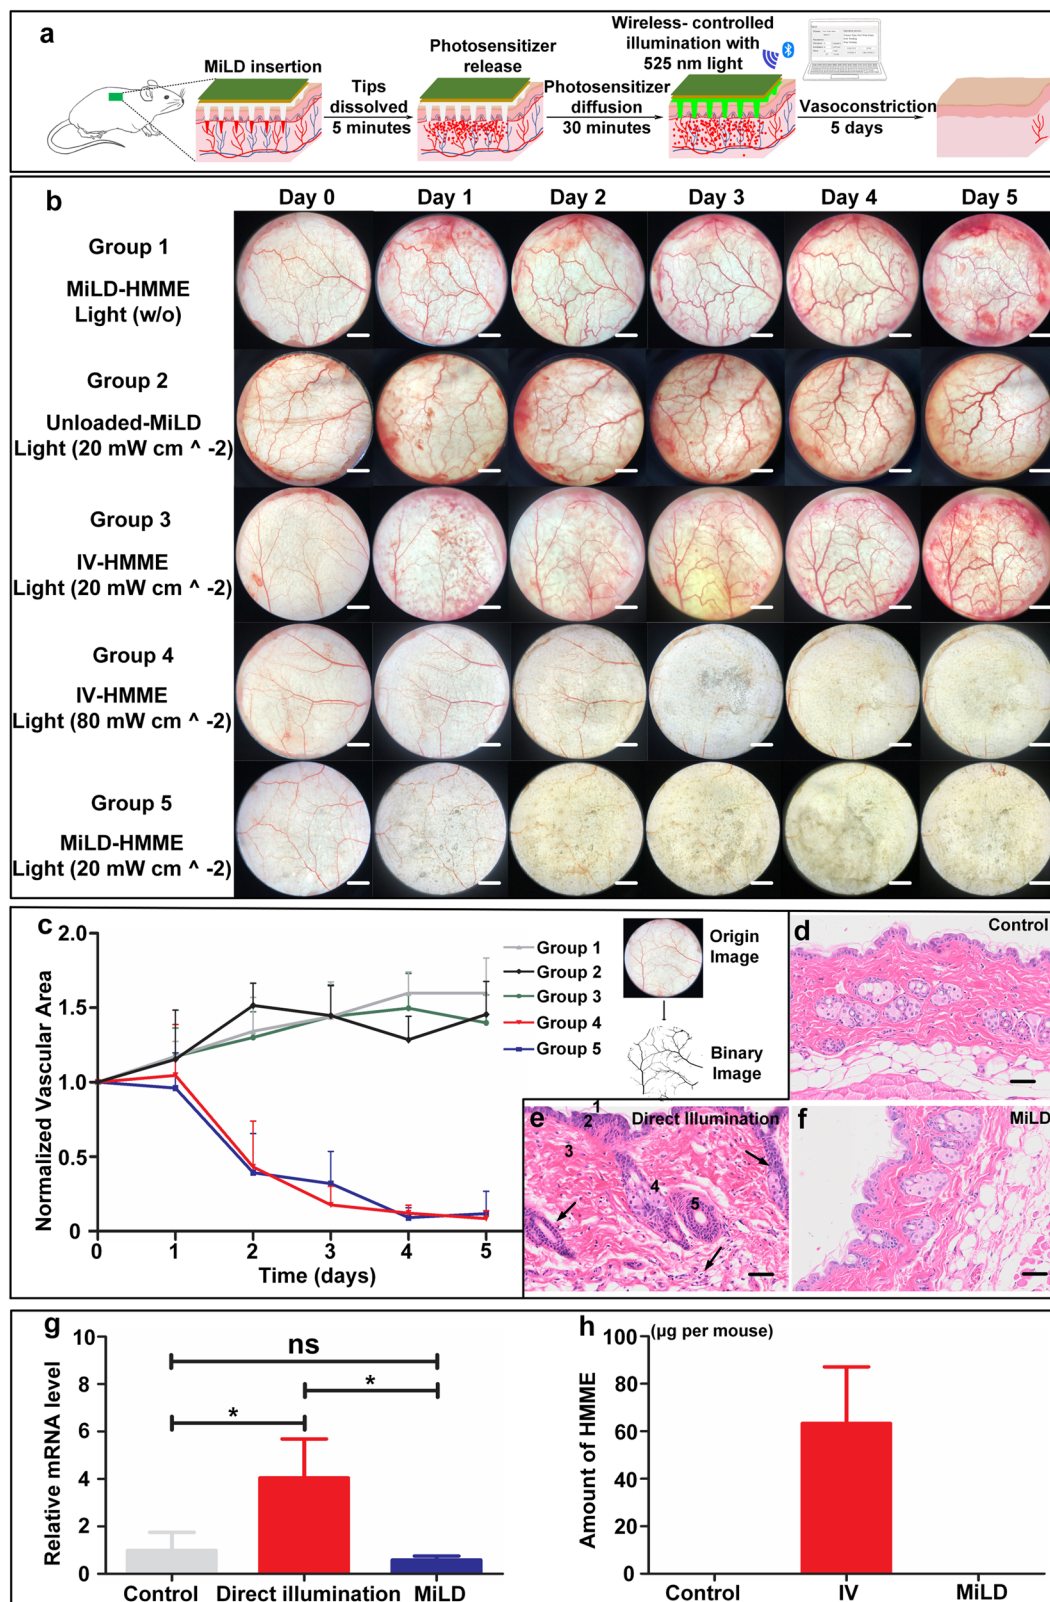 a
MiLD insertion
Tips
dissolved
5 minutes
Photosensitizer
release
Photosensitizer
diffusion
30 minutes
Wireless- controlled
illumination with
525 nm light
Vasoconstriction
5 days
b
Day 0 Day 1 Day 2 Day 3 Day 4 Day 5
Group 1
MiLD-HMME
Light (w/o)
Group 2
Unloaded-MiLD
Light (20 mW cm ^ -2)
Group 3
IV-HMME
Light (20 mW cm ^ -2)
Group 4
IV-HMME
Light (80 mW cm ^ -2)
Group 5
MiLD-HMME
Light (20 mW cm ^ -2)
c
Normalized Vascular Area
2.0
1.5
1.0
0.5
0
0 1 2 3 4 5
Time (days)
Group 1
Group 2
Group 3
Group 4
Group 5
Origin
Image
Binary
Image
d
Control
e
Direct Illumination
1
2
3
4
5
f
MiLD
g
Relative mRNA level
10
8
6
4
2
0
ns
*
*
Control Direct illumination MiLD
h
(µg per mouse)
Amount of HMME
100
80
60
40
20
0
Control IV MiLD